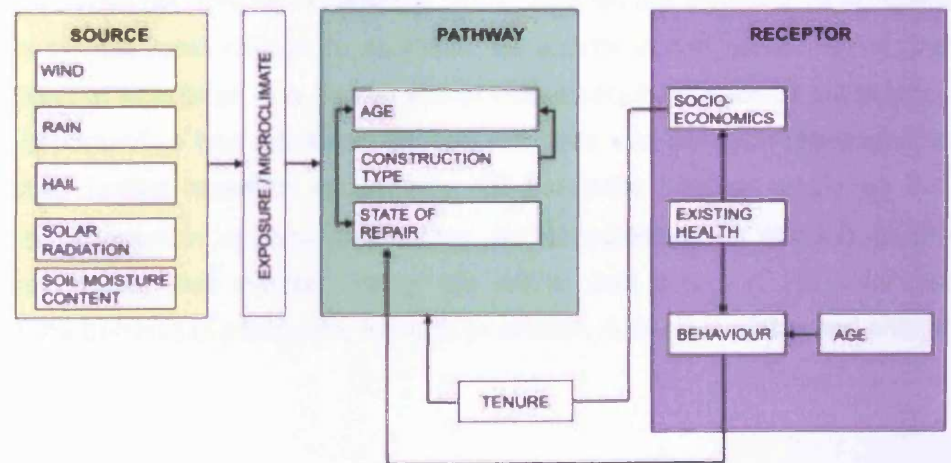 SOURCE
WIND
RAIN
HAIL
SOLAR
RADIATION
SOIL MOISTURE
CONTENT
EXPOSURE / MICROCLIMATE
PATHWAY
AGE
CONSTRUCTION
TYPE
STATE OF
REPAIR
RECEPTOR
SOCIO-
ECONOMICS
EXISTING
HEALTH
BEHAVIOUR
AGE
TENURE